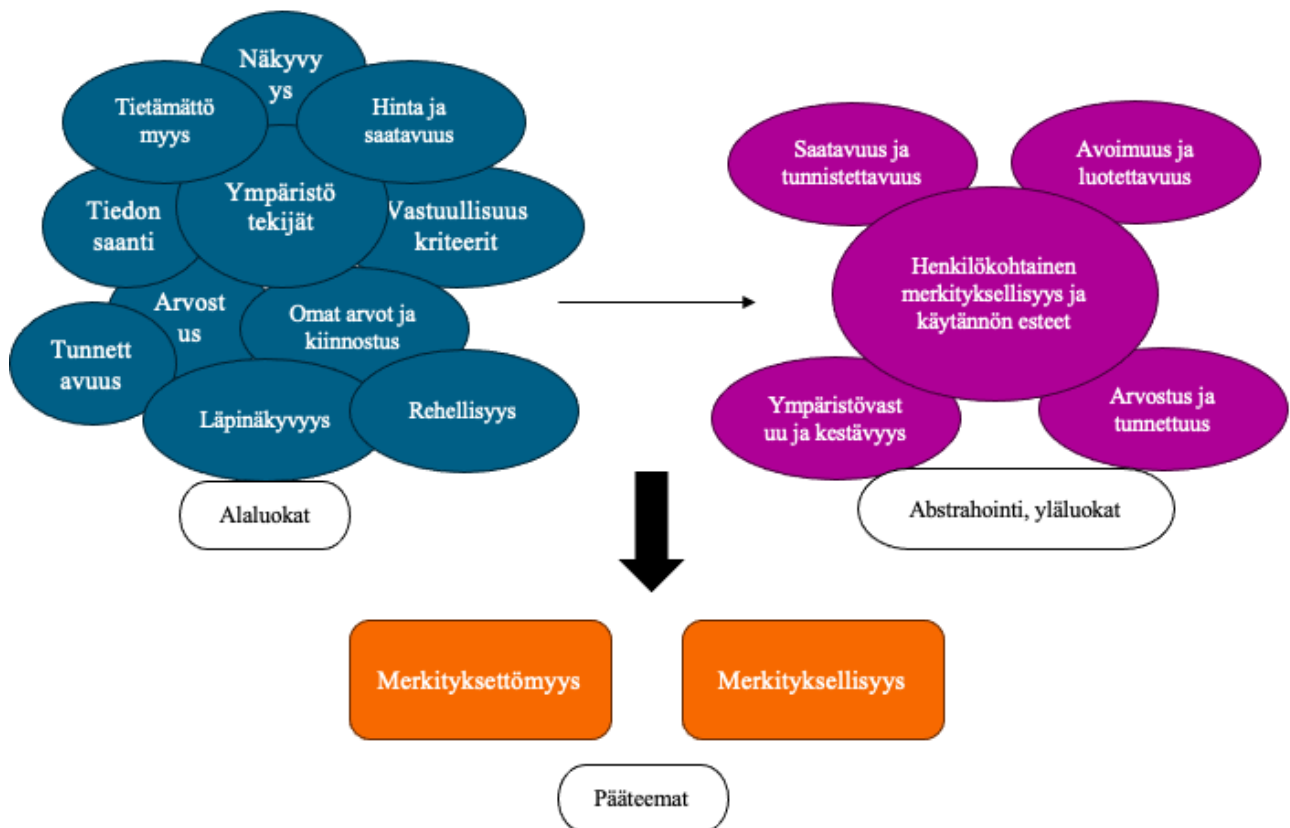 Näkyvy
ys
Tietämättö
myys
Hinta ja
saatavuus
Ympäristö
tekijät
Tiedon
saanti
Vastuullisuus
kriteerit
Arvost
us
Omat arvot ja
kiinnostus
Tunnett
avuus
Läpinäkyvyys
Rehellisyys
Alaluokat
Saatavuus ja
tunnistettavuus
Avoimuus ja
luotettavuus
Henkilökohtainen
merkityksellisyys ja
käytännön esteet
Ympäristövast
uu ja kestävyys
Arvostus ja
tunnettuus
Abstrahointi, yläluokat
Merkityksettömyys
Merkityksellisyys
Pääteemat